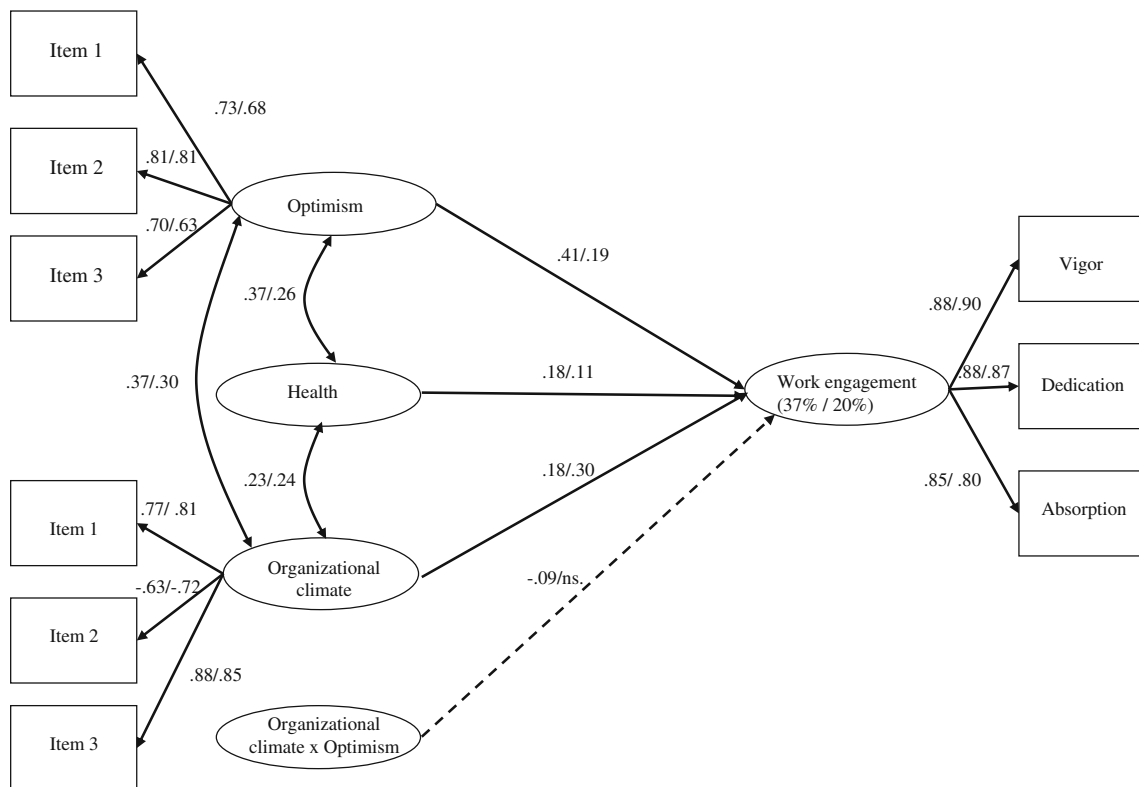 Item 1
.73/.68
Item 2
.81/.81
Optimism
.70/.63
Item 3
.41/.19
Vigor
.37/.26
.88/.90
.37/.30
Health
.18/.11
Work engagement
(37% / 20%)
.88/.87
Dedication
.23/.24
.18/.30
.85/ .80
Absorption
Item 1
.77/ .81
Organizational
climate
-.63/-.72
-.09/ns.
Item 2
.88/.85
Organizational
climate x Optimism
Item 3